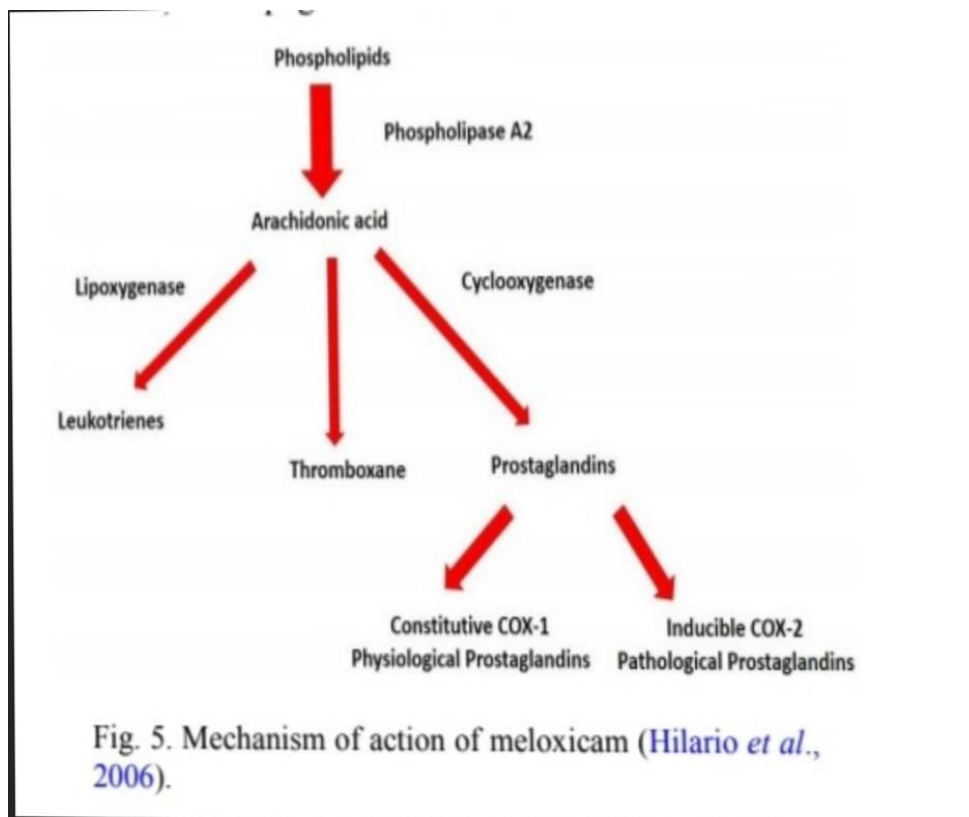 Phospholipids
Phospholipase A2
Arachidonic acid
Lipoxygenase
Cyclooxygenase
Leukotrienes
Thromboxane
Prostaglandins
Constitutive COX-1
Physiological Prostaglandins
Inducible COX-2
Pathological Prostaglandins
Fig. 5. Mechanism of action of meloxicam (Hilario et al.,
2006).